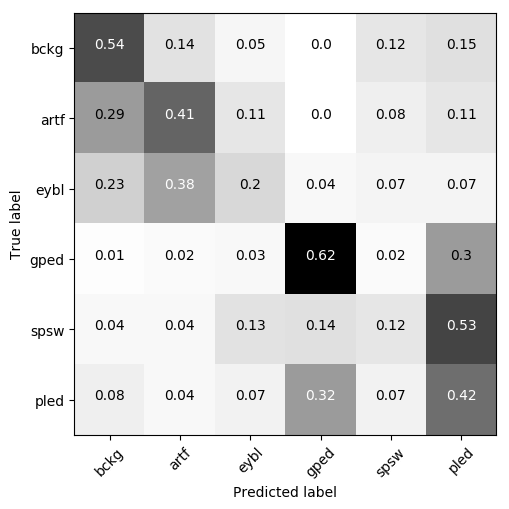 True label
bckg 0.54 0.14 0.05 0.0 0.12 0.15
artf 0.29 0.41 0.11 0.0 0.08 0.11
eybl 0.23 0.38 0.2 0.04 0.07 0.07
gped 0.01 0.02 0.03 0.62 0.02 0.3
spsw 0.04 0.04 0.13 0.14 0.12 0.53
pled 0.08 0.04 0.07 0.32 0.07 0.42
bckg artf eybl gped spsw pled
Predicted label